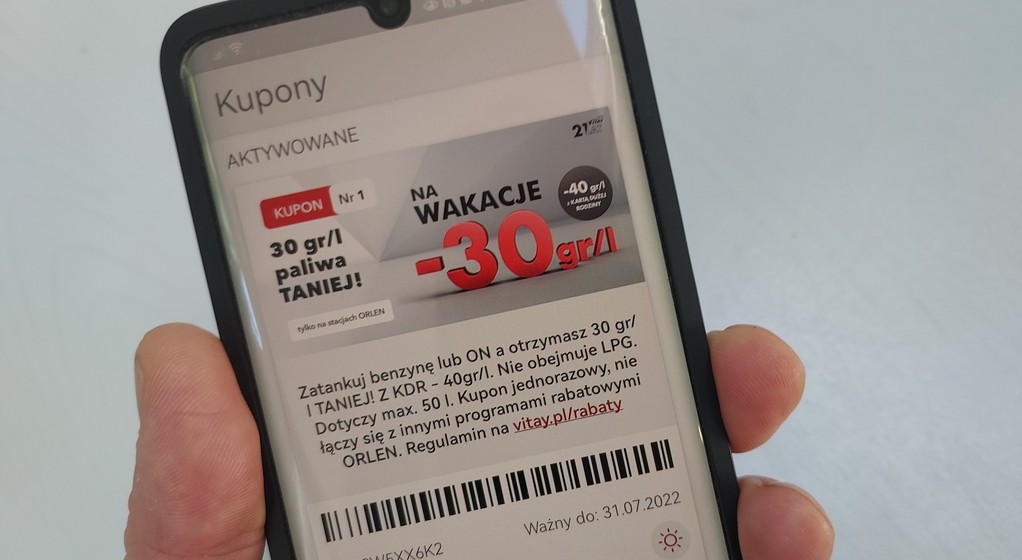 Kupony
AKTYWOWANE
KUPON Nr 1
30 gr/l
paliwa
TANIEJ!
tylko na stacjach ORLEN
NA
WAKACJE
-30gr/l
21
-40 gr/l
z KARTĄ DUŻEJ
RODZINY
Zatankuj benzynę lub ON a otrzymasz 30 gr/
l TANIEJ! Z KDR - 40gr/l. Nie obejmuje LPG.
Dotyczy max. 50 l. Kupon jednorazowy, nie
łączy się z innymi programami rabatowymi
ORLEN. Regulamin na vitay.pl/rabaty
Ważny do: 31.07.2022